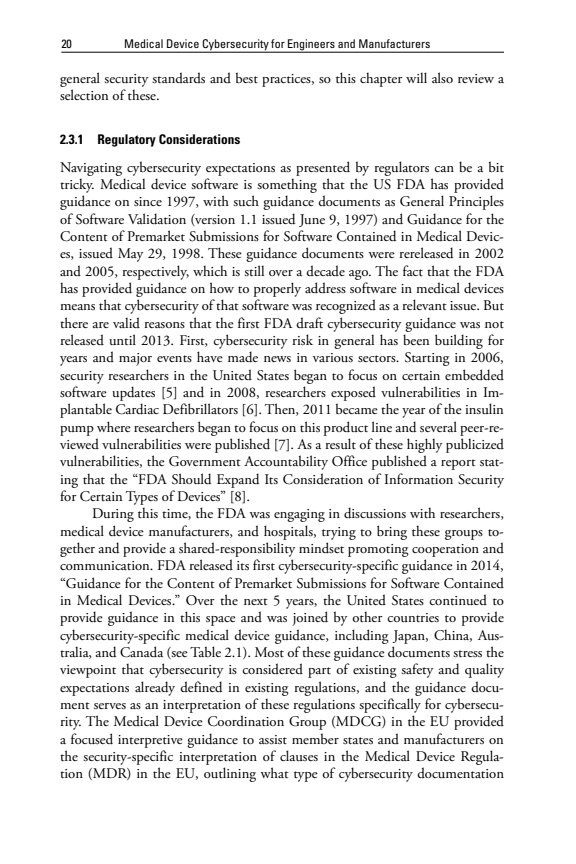 20 Medical Device Cybersecurity for Engineers and Manufacturers
general security standards and best practices, so this chapter will also review a
selection of these.
2.3.1 Regulatory Considerations
Navigating cybersecurity expectations as presented by regulators can be a bit
tricky. Medical device software is something that the US FDA has provided
guidance on since 1997, with such guidance documents as General Principles
of Software Validation (version 1.1 issued June 9, 1997) and Guidance for the
Content of Premarket Submissions for Software Contained in Medical Devic-
es, issued May 29, 1998. These guidance documents were rereleased in 2002
and 2005, respectively, which is still over a decade ago. The fact that the FDA
has provided guidance on how to properly address software in medical devices
means that cybersecurity of that software was recognized as a relevant issue. But
there are valid reasons that the first FDA draft cybersecurity guidance was not
released until 2013. First, cybersecurity risk in general has been building for
years and major events have made news in various sectors. Starting in 2006,
security researchers in the United States began to focus on certain embedded
software updates [5] and in 2008, researchers exposed vulnerabilities in Im-
plantable Cardiac Defibrillators [6]. Then, 2011 became the year of the insulin
pump where researchers began to focus on this product line and several peer-re-
viewed vulnerabilities were published [7]. As a result of these highly publicized
vulnerabilities, the Government Accountability Office published a report stat-
ing that the “FDA Should Expand Its Consideration of Information Security
for Certain Types of Devices” [8].
During this time, the FDA was engaging in discussions with researchers,
medical device manufacturers, and hospitals, trying to bring these groups to-
gether and provide a shared-responsibility mindset promoting cooperation and
communication. FDA released its first cybersecurity-specific guidance in 2014,
“Guidance for the Content of Premarket Submissions for Software Contained
in Medical Devices.” Over the next 5 years, the United States continued to
provide guidance in this space and was joined by other countries to provide
cybersecurity-specific medical device guidance, including Japan, China, Aus-
tralia, and Canada (see Table 2.1). Most of these guidance documents stress the
viewpoint that cybersecurity is considered part of existing safety and quality
expectations already defined in existing regulations, and the guidance docu-
ment serves as an interpretation of these regulations specifically for cybersecu-
rity. The Medical Device Coordination Group (MDCG) in the EU provided
a focused interpretive guidance to assist member states and manufacturers on
the security-specific interpretation of clauses in the Medical Device Regula-
tion (MDR) in the EU, outlining what type of cybersecurity documentation